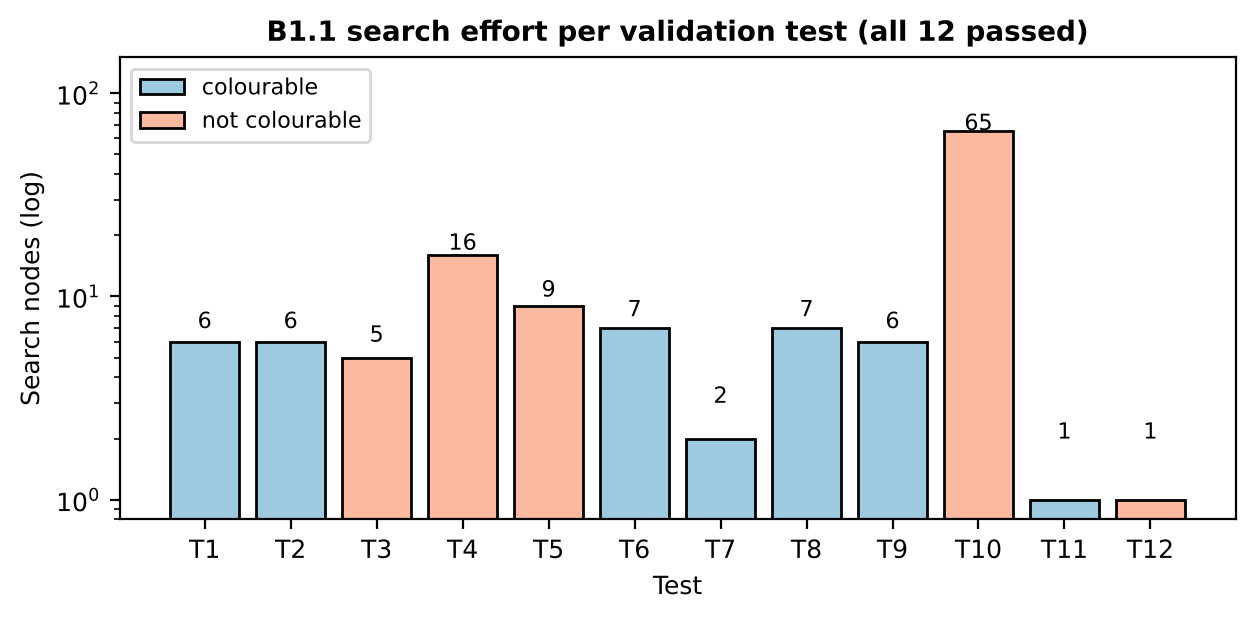 B1.1 search effort per validation test (all 12 passed)
colourable
not colourable
Search nodes (log)
10²
10¹
10⁰
6
6
5
16
9
7
2
7
6
65
1
1
T1 T2 T3 T4 T5 T6 T7 T8 T9 T10 T11 T12
Test